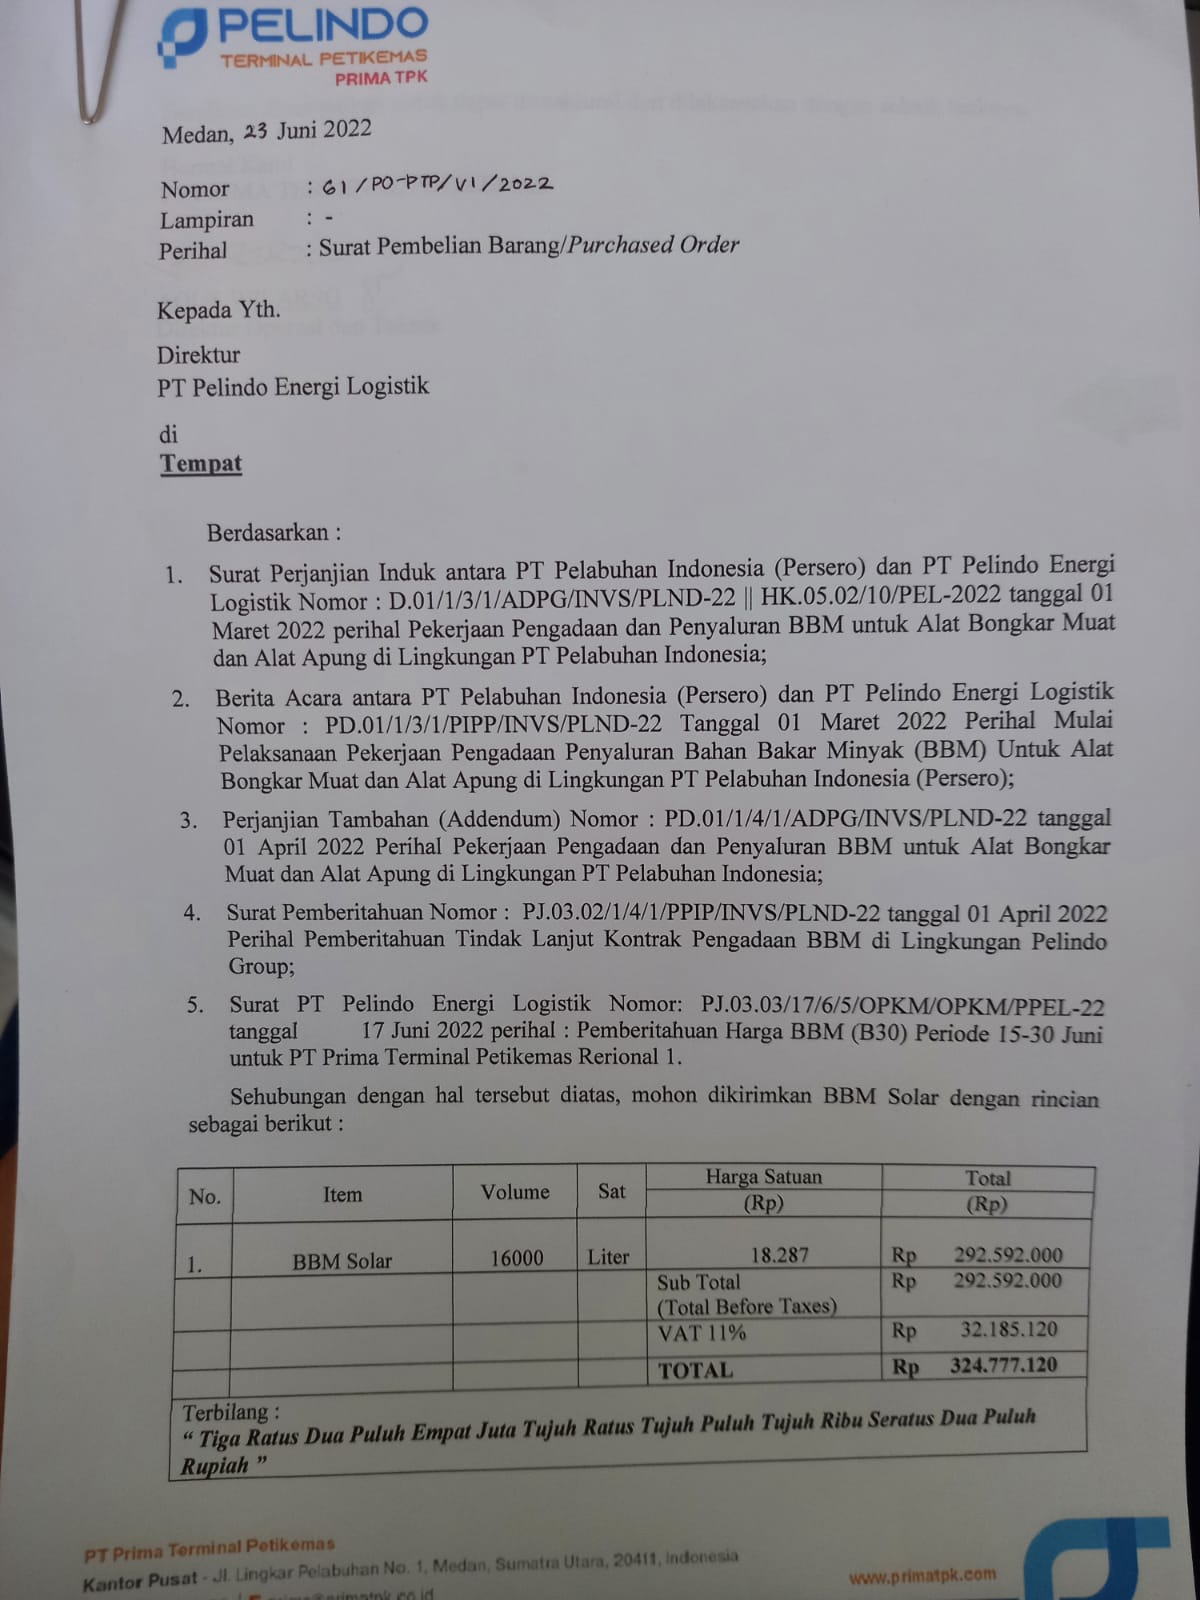 PELINDO
TERMINAL PETIKEMAS
PRIMA TPK
Medan, 23 Juni 2022
Nomor : 61/PO-PTP/VI/2022
Lampiran : -
Perihal : Surat Pembelian Barang/Purchased Order
Kepada Yth.
Direktur
PT Pelindo Energi Logistik
di
Tempat
Berdasarkan :
1. Surat Perjanjian Induk antara PT Pelabuhan Indonesia (Persero) dan PT Pelindo Energi
Logistik Nomor : D.01/1/3/1/ADPG/INVS/PLND-22 || HK.05.02/10/PEL-2022 tanggal 01
Maret 2022 perihal Pekerjaan Pengadaan dan Penyaluran BBM untuk Alat Bongkar Muat
dan Alat Apung di Lingkungan PT Pelabuhan Indonesia;
2. Berita Acara antara PT Pelabuhan Indonesia (Persero) dan PT Pelindo Energi Logistik
Nomor : PD.01/1/3/1/PIPP/INVS/PLND-22 Tanggal 01 Maret 2022 Perihal Mulai
Pelaksanaan Pekerjaan Pengadaan Penyaluran Bahan Bakar Minyak (BBM) Untuk Alat
Bongkar Muat dan Alat Apung di Lingkungan PT Pelabuhan Indonesia (Persero);
3. Perjanjian Tambahan (Addendum) Nomor : PD.01/1/4/1/ADPG/INVS/PLND-22 tanggal
01 April 2022 Perihal Pekerjaan Pengadaan dan Penyaluran BBM untuk Alat Bongkar
Muat dan Alat Apung di Lingkungan PT Pelabuhan Indonesia;
4. Surat Pemberitahuan Nomor : PJ.03.02/1/4/1/PPIP/INVS/PLND-22 tanggal 01 April 2022
Perihal Pemberitahuan Tindak Lanjut Kontrak Pengadaan BBM di Lingkungan Pelindo
Group;
5. Surat PT Pelindo Energi Logistik Nomor: PJ.03.03/17/6/5/OPKM/OPKM/PPEL-22
tanggal 17 Juni 2022 perihal : Pemberitahuan Harga BBM (B30) Periode 15-30 Juni
untuk PT Prima Terminal Petikemas Rerional 1.
Sehubungan dengan hal tersebut diatas, mohon dikirimkan BBM Solar dengan rincian
sebagai berikut :
No. Item Volume Sat Harga Satuan (Rp) Total (Rp)
1. BBM Solar 16000 Liter 18.287 Rp 292.592.000
Sub Total Rp 292.592.000
(Total Before Taxes)
VAT 11% Rp 32.185.120
TOTAL Rp 324.777.120
Terbilang :
“ Tiga Ratus Dua Puluh Empat Juta Tujuh Ratus Tujuh Puluh Tujuh Ribu Seratus Dua Puluh
Rupiah ”
PT Prima Terminal Petikemas
Kantor Pusat - Jl. Lingkar Pelabuhan No. 1, Medan, Sumatra Utara, 20411, Indonesia
www.primatpk.com